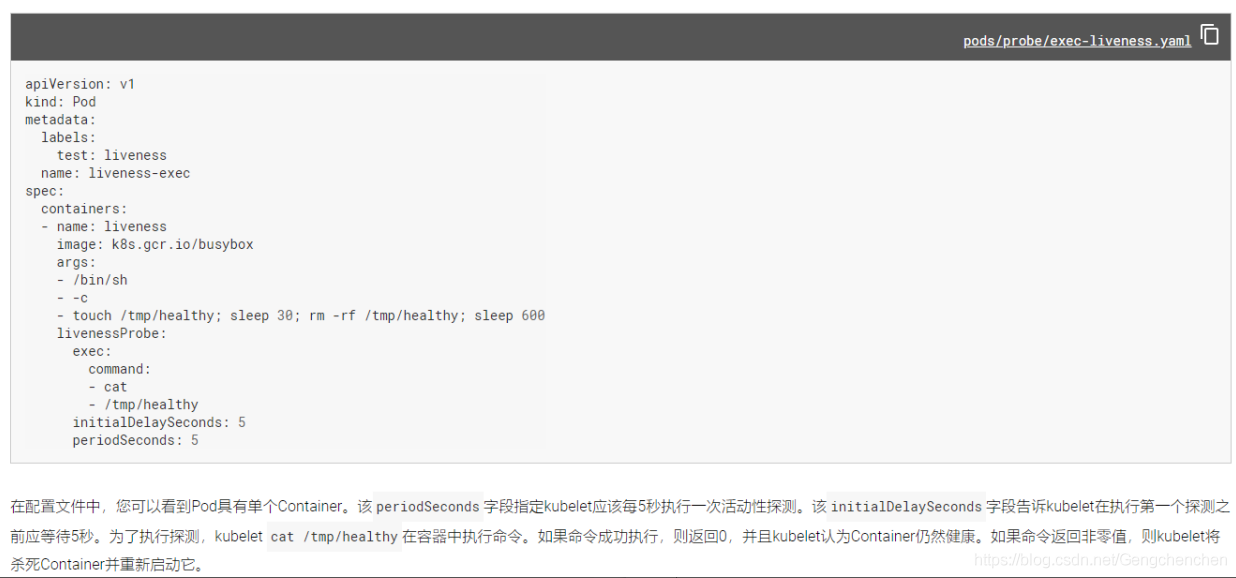 pods/probe/exec-liveness.yaml
apiVersion: v1
kind: Pod
metadata:
  labels:
    test: liveness
  name: liveness-exec
spec:
  containers:
  - name: liveness
    image: k8s.gcr.io/busybox
    args:
    - /bin/sh
    - -c
    - touch /tmp/healthy; sleep 30; rm -rf /tmp/healthy; sleep 600
    livenessProbe:
      exec:
        command:
        - cat
        - /tmp/healthy
      initialDelaySeconds: 5
      periodSeconds: 5
在配置文件中，您可以看到Pod具有单个Container。该 periodSeconds 字段指定kubelet应该每5秒执行一次活动性探测。该 initialDelaySeconds 字段告诉kubelet在执行第一个探测之
前应等待5秒。为了执行探测，kubelet cat /tmp/healthy 在容器中执行命令。如果命令成功执行，则返回0，并且kubelet认为Container仍然健康。如果命令返回非零值，则kubelet将
杀死Container并重新启动它。
https://blog.csdn.net/Gengchenchen